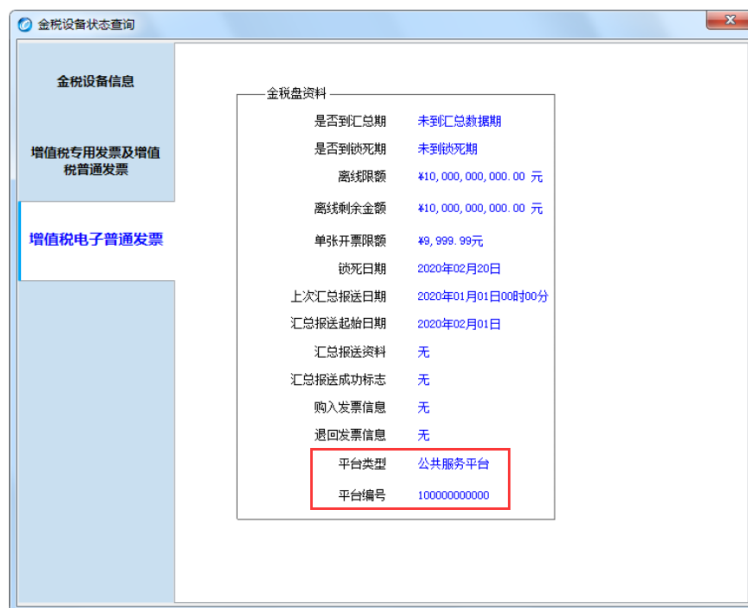 金税设备状态查询
金税设备信息
增值税专用发票及增值
税普通发票
增值税电子普通发票
金税盘资料
是否到汇总期 未到汇总数据期
是否到锁死期 未到锁死期
离线限额 ¥10,000,000,000.00 元
离线剩余金额 ¥10,000,000,000.00 元
单张开票限额 ¥9,999.99元
锁死日期 2020年02月20日
上次汇总报送日期 2020年01月01日00时00分
汇总报送起始日期 2020年02月01日
汇总报送资料 无
汇总报送成功标志 无
购入发票信息 无
退回发票信息 无
平台类型 公共服务平台
平台编号 100000000000